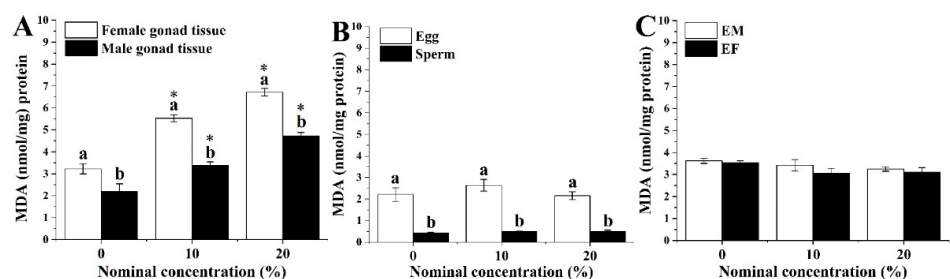 A
Female gonad tissue
Male gonad tissue
MDA (nmol/mg) protein
10
9
8
7
6
5
4
3
2
1
0
a
b
*
a
*
b
*
a
*
b
0 10 20
Nominal concentration (%)
B
Egg
Sperm
MDA (nmol/mg protein)
10
9
8
7
6
5
4
3
2
1
0
a
b
a
b
a
b
0 10 20
Nominal concentration (%)
C
EM
EF
MDA (nmol/mg protein)
10
9
8
7
6
5
4
3
2
1
0
0 10 20
Nominal concentration (%)